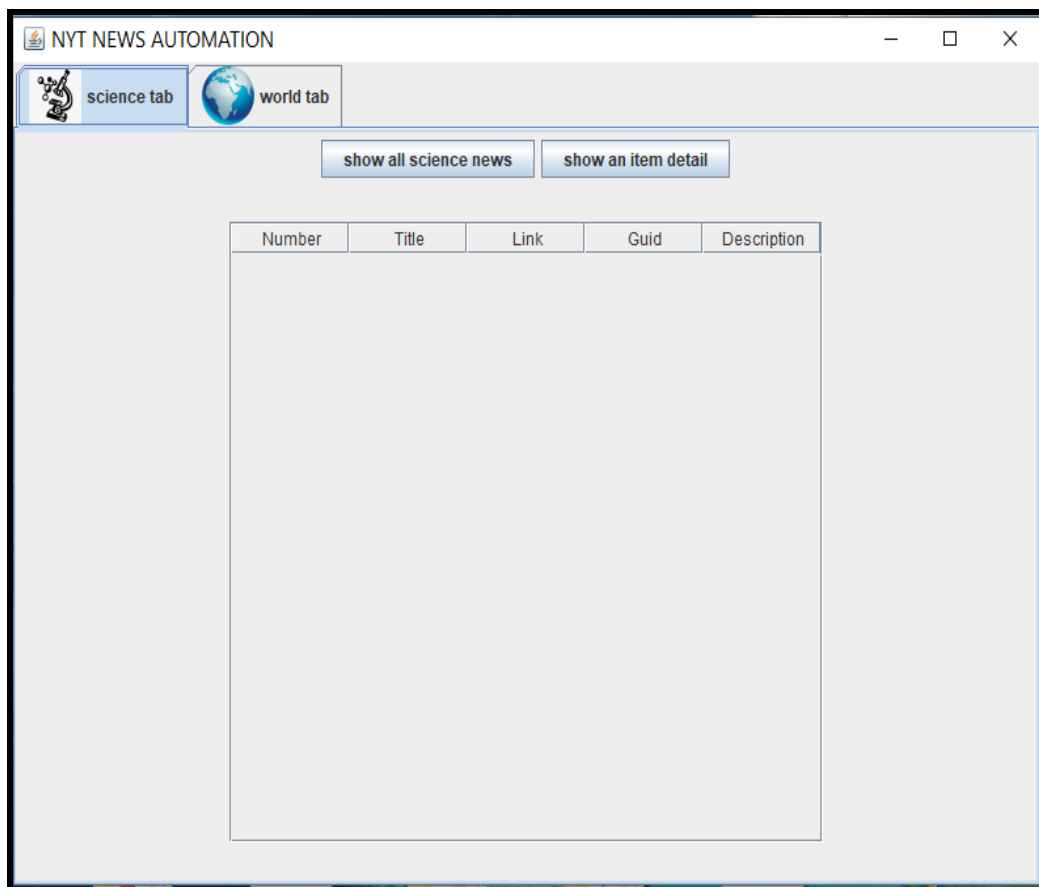 NYT NEWS AUTOMATION
science tab world tab
show all science news show an item detail
Number Title Link Guid Description